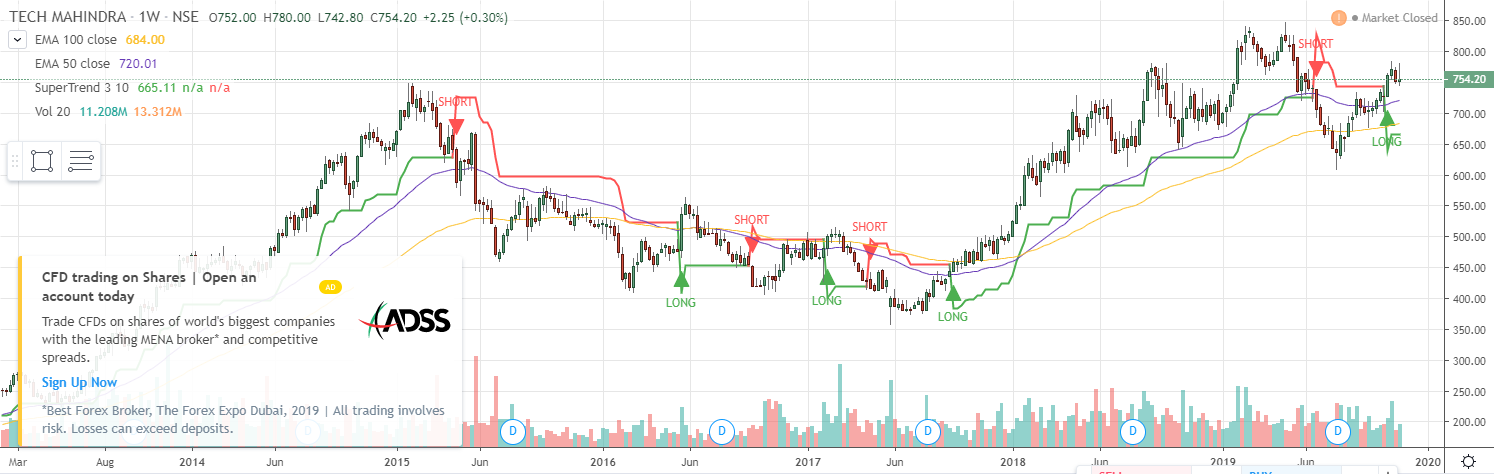 TECH MAHINDRA · 1W · NSE O752.00 H780.00 L742.80 C754.20 +2.25 (+0.30%)
Market Closed
EMA 100 close 684.00
EMA 50 close 720.01
SuperTrend 3 10 665.11 n/a n/a
Vol 20 11.208M 13.312M
SHORT
SHORT
SHORT
SHORT
LONG
LONG
LONG
LONG
850.00
800.00
754.20
700.00
650.00
600.00
550.00
500.00
450.00
400.00
350.00
300.00
250.00
200.00
CFD trading on Shares | Open an
account today
AD
ADSS
Trade CFDs on shares of world's biggest companies
with the leading MENA broker* and competitive
spreads.
Sign Up Now
*Best Forex Broker, The Forex Expo Dubai, 2019 | All trading involves
risk. Losses can exceed deposits.
D D D D D
Mar Aug 2014 Jun 2015 Jun 2016 Jun 2017 Jun 2018 Jun 2019 Jun 2020
SELL BUY